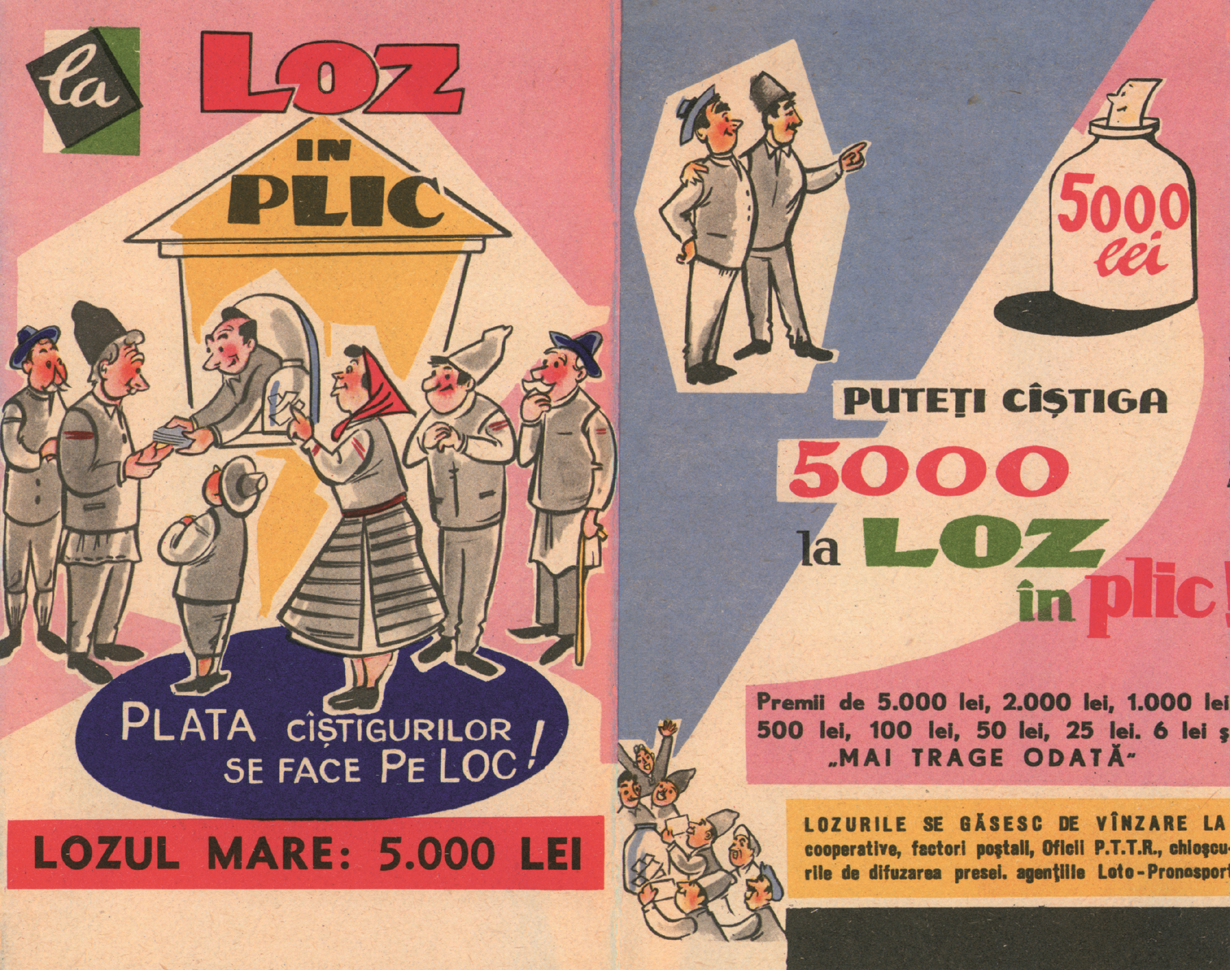 la
LOZ
IN
PLIC
PLATA CÎȘTIGURILOR
SE FACE PE LOC!
LOZUL MARE: 5.000 LEI
5000
lei
PUTEȚI CÎȘTIGA
5000
la LOZ
în plic!
Premii de 5.000 lei, 2.000 lei, 1.000 lei
500 lei, 100 lei, 50 lei, 25 lei. 6 lei ș
„MAI TRAGE ODATĂ"
LOZURILE SE GĂSESC DE VÎNZARE LA
cooperative, factori poștali, Oficii P.T.T.R., chioșcu-
rile de difuzarea presei. agențiile Loto-Pronosport